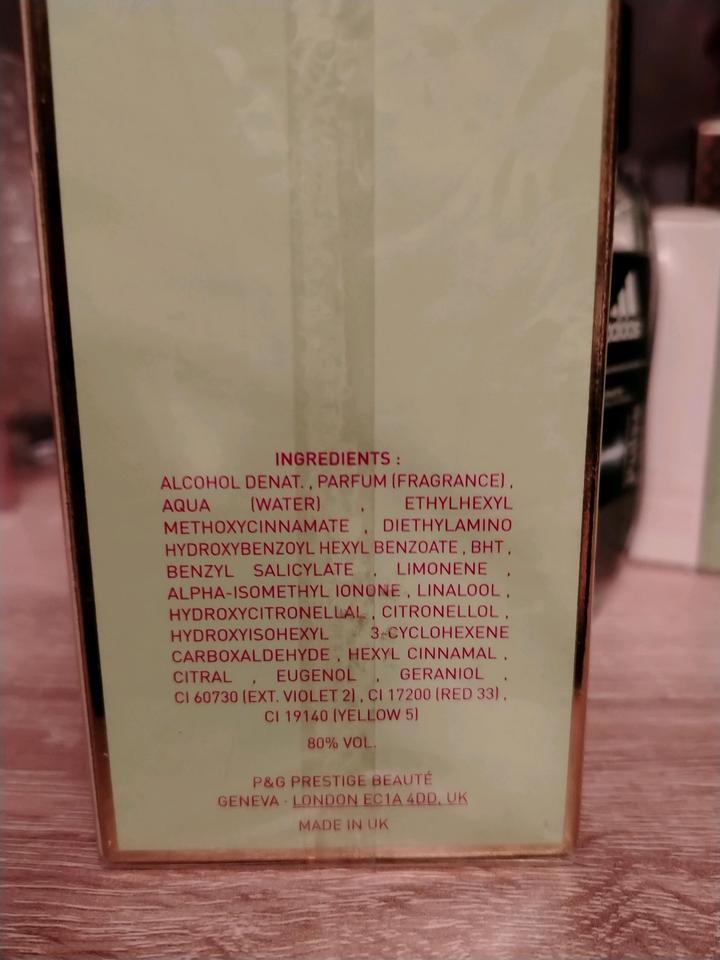 INGREDIENTS :
ALCOHOL DENAT. , PARFUM (FRAGRANCE) ,
AQUA (WATER) , ETHYLHEXYL
METHOXYCINNAMATE , DIETHYLAMINO
HYDROXYBENZOYL HEXYL BENZOATE , BHT ,
BENZYL SALICYLATE , LIMONENE ,
ALPHA-ISOMETHYL IONONE , LINALOOL ,
HYDROXYCITRONELLAL , CITRONELLOL ,
HYDROXYISOHEXYL 3-CYCLOHEXENE
CARBOXALDEHYDE , HEXYL CINNAMAL ,
CITRAL , EUGENOL , GERANIOL ,
CI 60730 (EXT. VIOLET 2) , CI 17200 (RED 33) ,
CI 19140 (YELLOW 5)
80% VOL.
P&G PRESTIGE BEAUTÉ
GENEVA · LONDON EC1A 4DD, UK
MADE IN UK
adidas